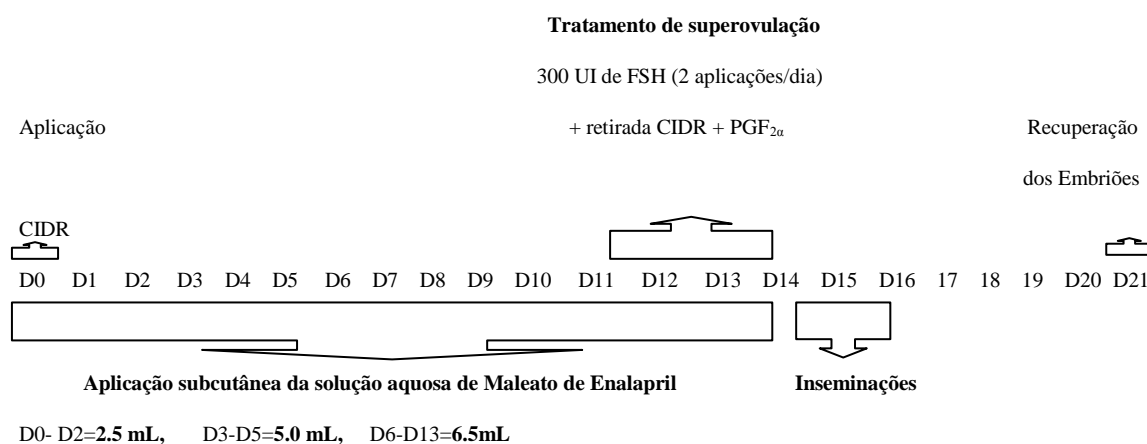 Tratamento de superovulação
300 UI de FSH (2 aplicações/dia)
Aplicação + retirada CIDR + PGF2α Recuperação
dos Embriões
CIDR
D0 D1 D2 D3 D4 D5 D6 D7 D8 D9 D10 D11 D12 D13 D14 D15 D16 17 18 19 D20 D21
Aplicação subcutânea da solução aquosa de Maleato de Enalapril Inseminações
D0- D2=2.5 mL, D3-D5=5.0 mL, D6-D13=6.5mL